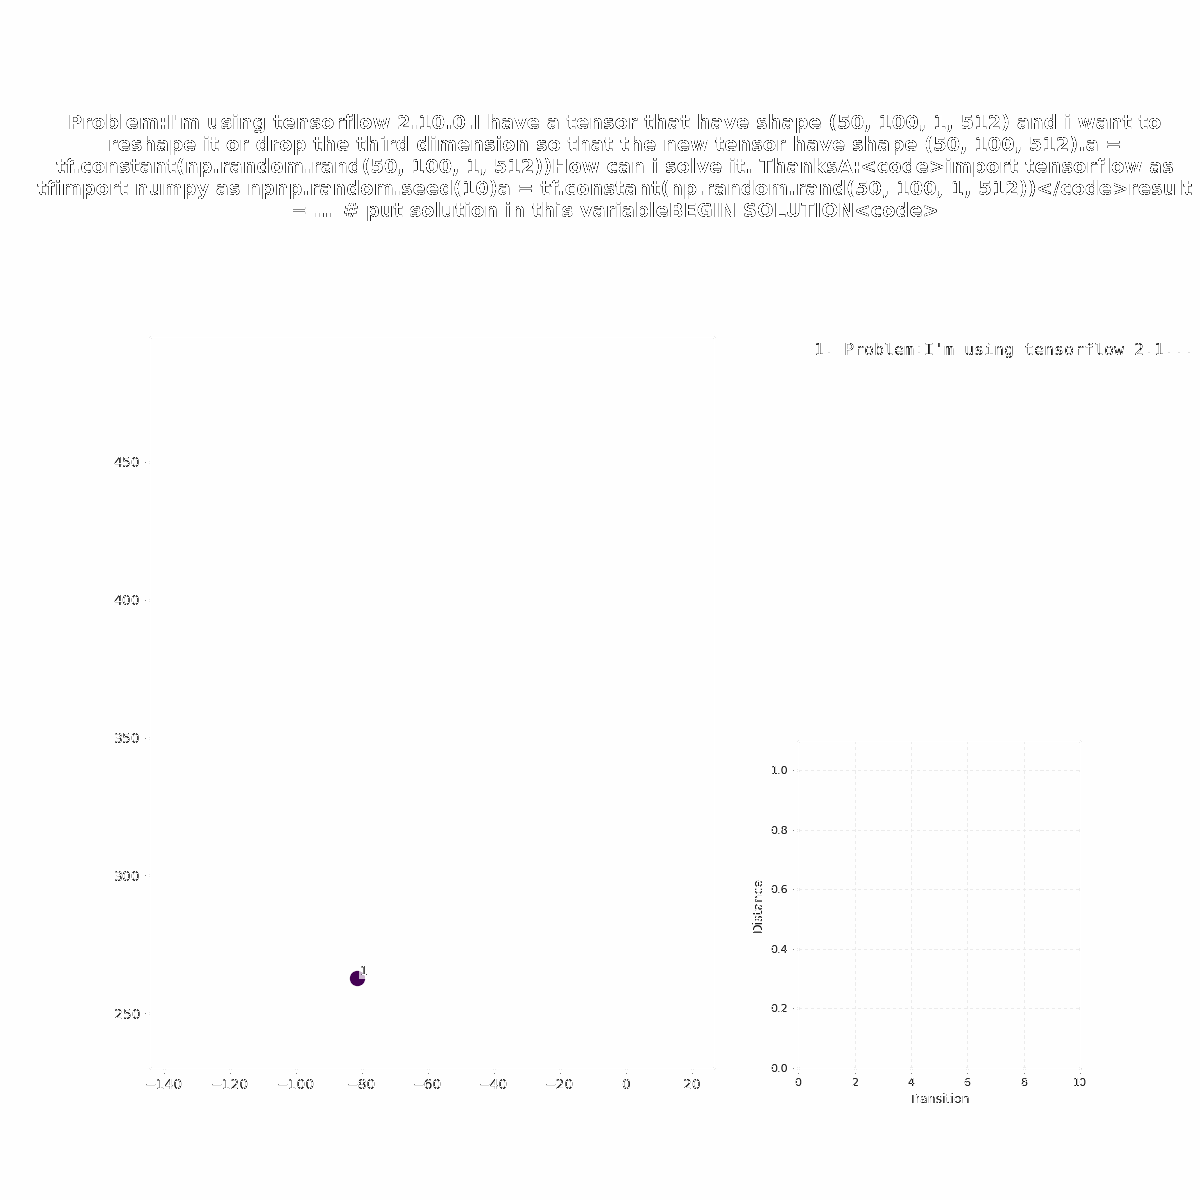 Problem:I'm using tensorflow 2.10.0.I have a tensor that have shape (50, 100, 1, 512) and i want to
reshape it or drop the third dimension so that the new tensor have shape (50, 100, 512).a =
tf.constant(np.random.rand(50, 100, 1, 512))How can i solve it. ThanksA:<code>import tensorflow as
tfimport numpy as npnp.random.seed(10)a = tf.constant(np.random.rand(50, 100, 1, 512))</code>result
= ... # put solution in this variableBEGIN SOLUTION<code>
1. Problem:I'm using tensorflow 2.1...
450
400
350
300
250
1
−140 −120 −100 −80 −60 −40 −20 0 20
1.0
0.8
0.6
0.4
0.2
0.0
Distance
0 2 4 6 8 10
Transition